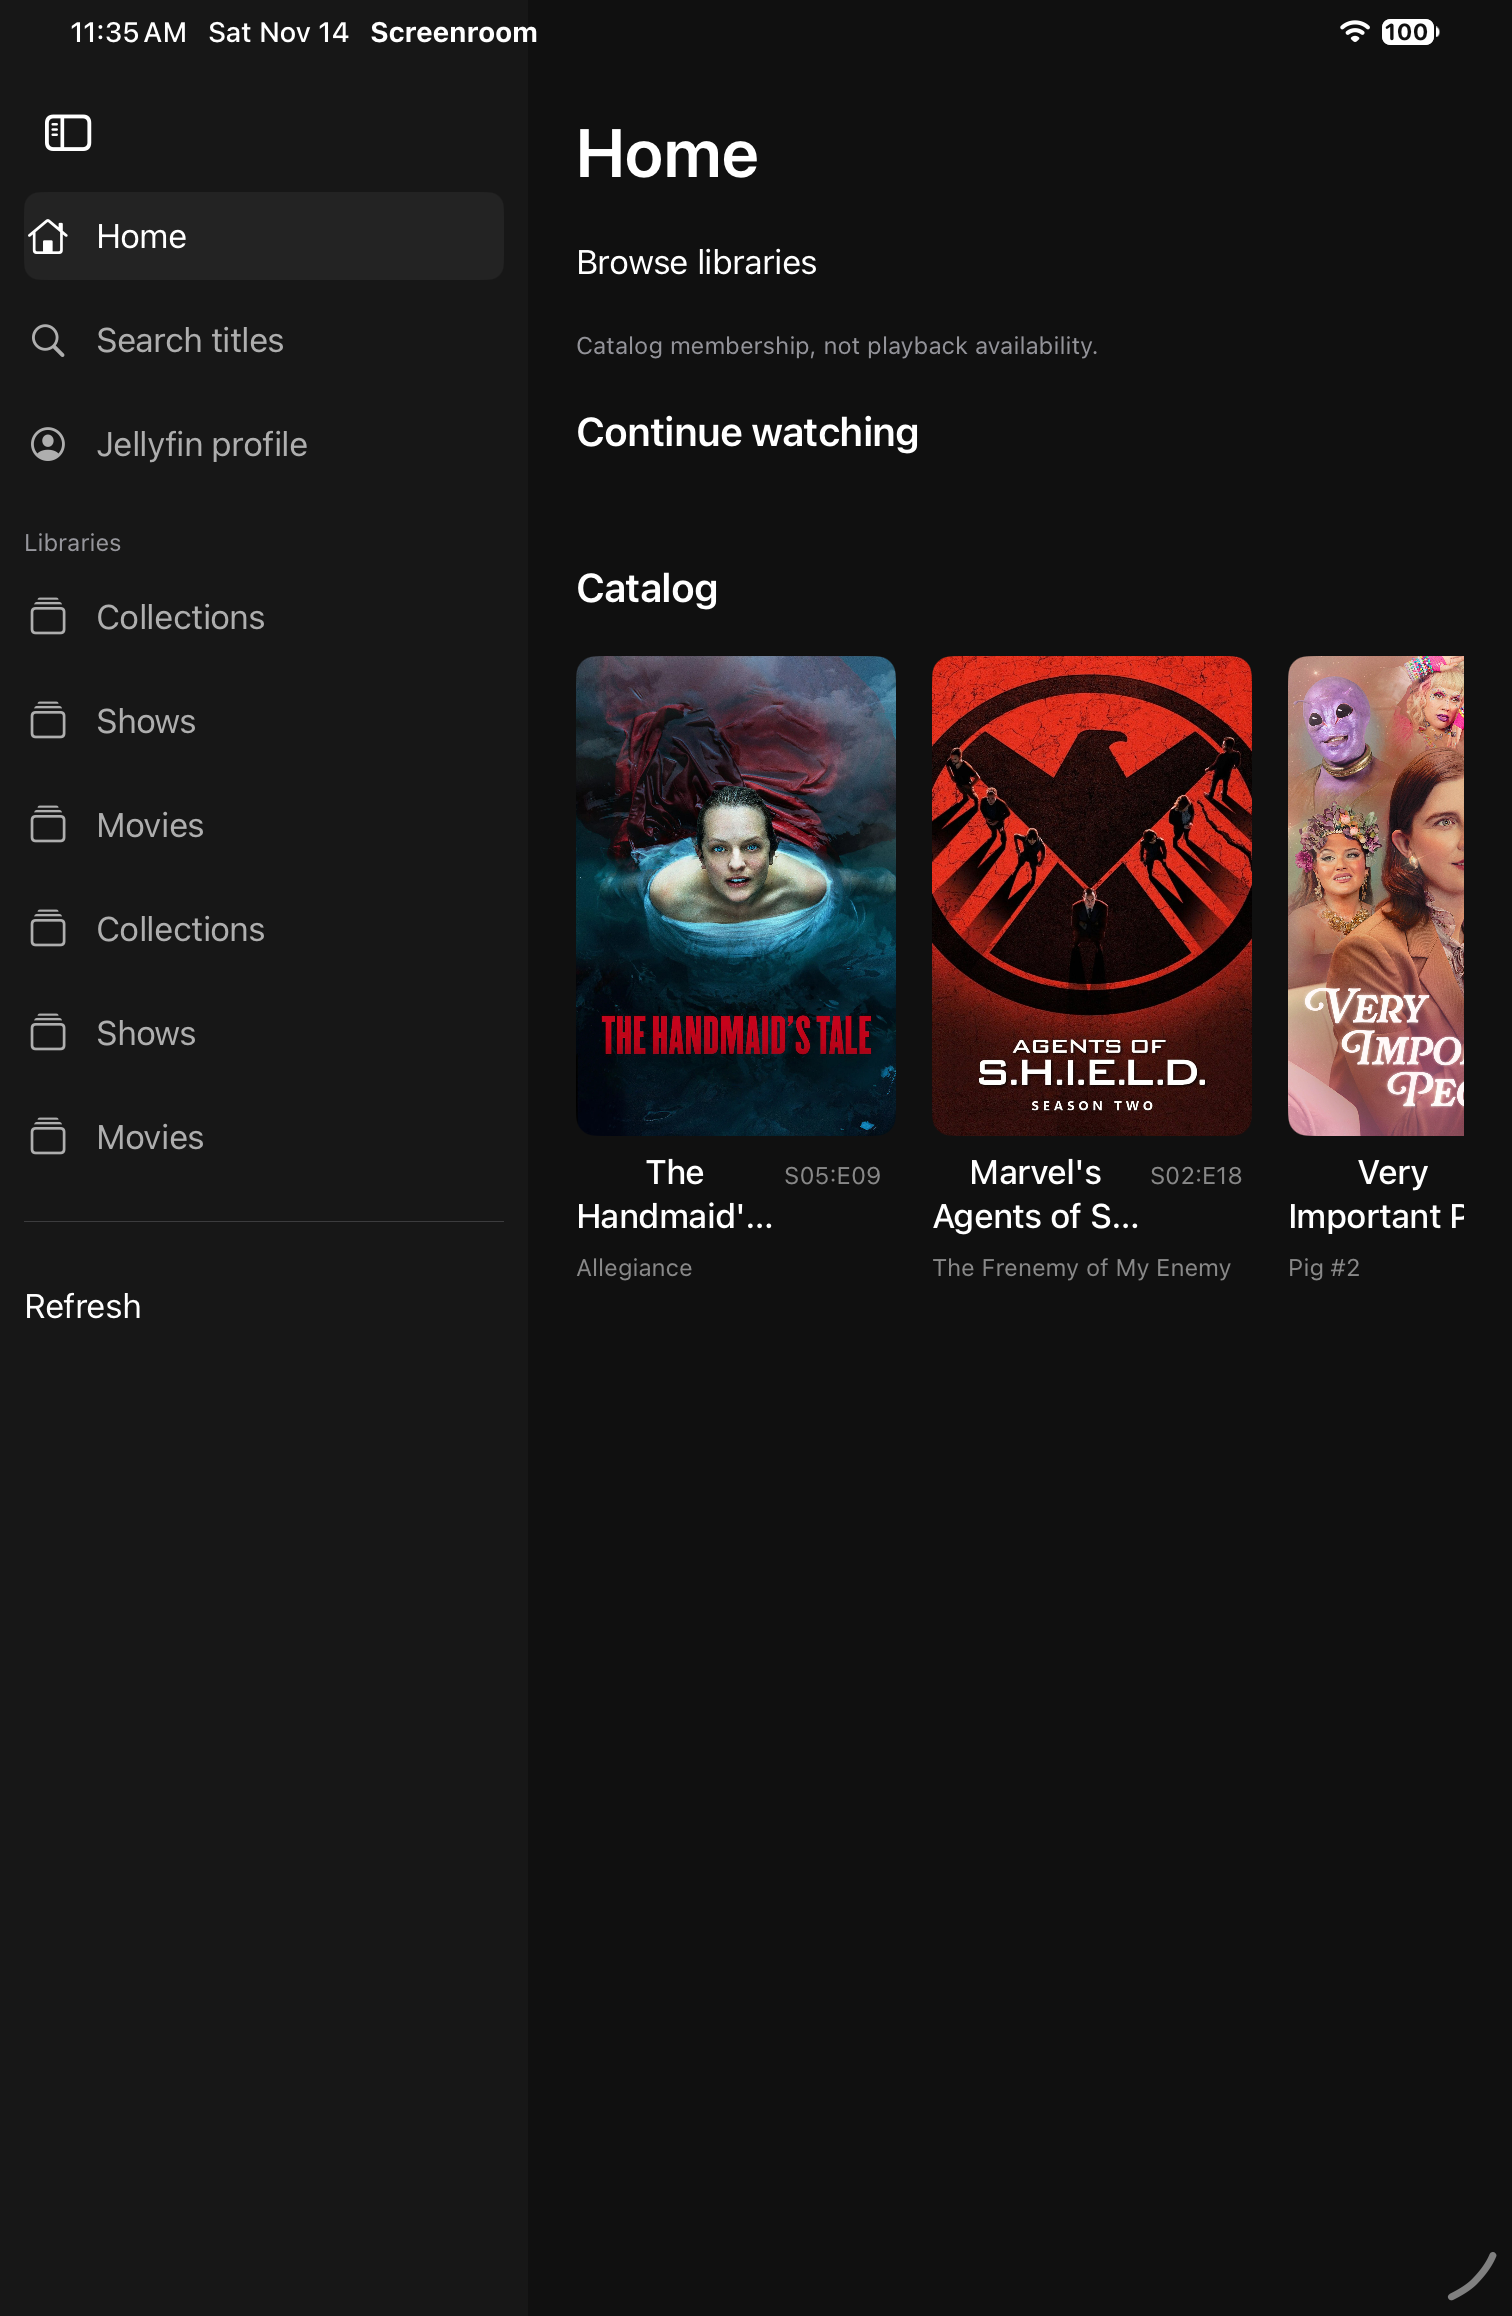 11:35 AM Sat Nov 14 Screenroom
100
Home
Search titles
Jellyfin profile
Libraries
Collections
Shows
Movies
Collections
Shows
Movies
Refresh
Home
Browse libraries
Catalog membership, not playback availability.
Continue watching
Catalog
THE HANDMAID'S TALE
The S05:E09
Handmaid'...
Allegiance
AGENTS OF
S.H.I.E.L.D.
SEASON TWO
Marvel's S02:E18
Agents of S...
The Frenemy of My Enemy
VERY
IMPO
PEO
Very
Important P
Pig #2